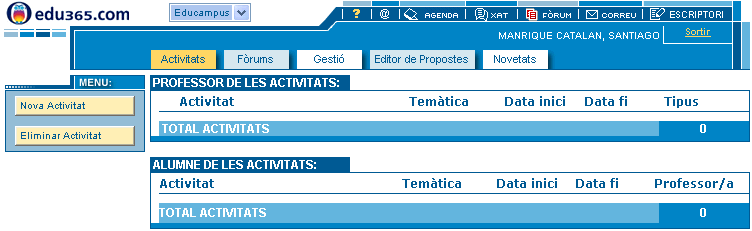 edu365.com Educampus ? @ AGENDA XAT FÒRUM CORREU ESCRIPTORI
MANRIQUE CATALAN, SANTIAGO Sortir
Activitats Fòrums Gestió Editor de Propostes Novetats
MENU:
Nova Activitat
Eliminar Activitat
PROFESSOR DE LES ACTIVITATS:
Activitat Temàtica Data inici Data fi Tipus
TOTAL ACTIVITATS 0
ALUMNE DE LES ACTIVITATS:
Activitat Temàtica Data inici Data fi Professor/a
TOTAL ACTIVITATS 0